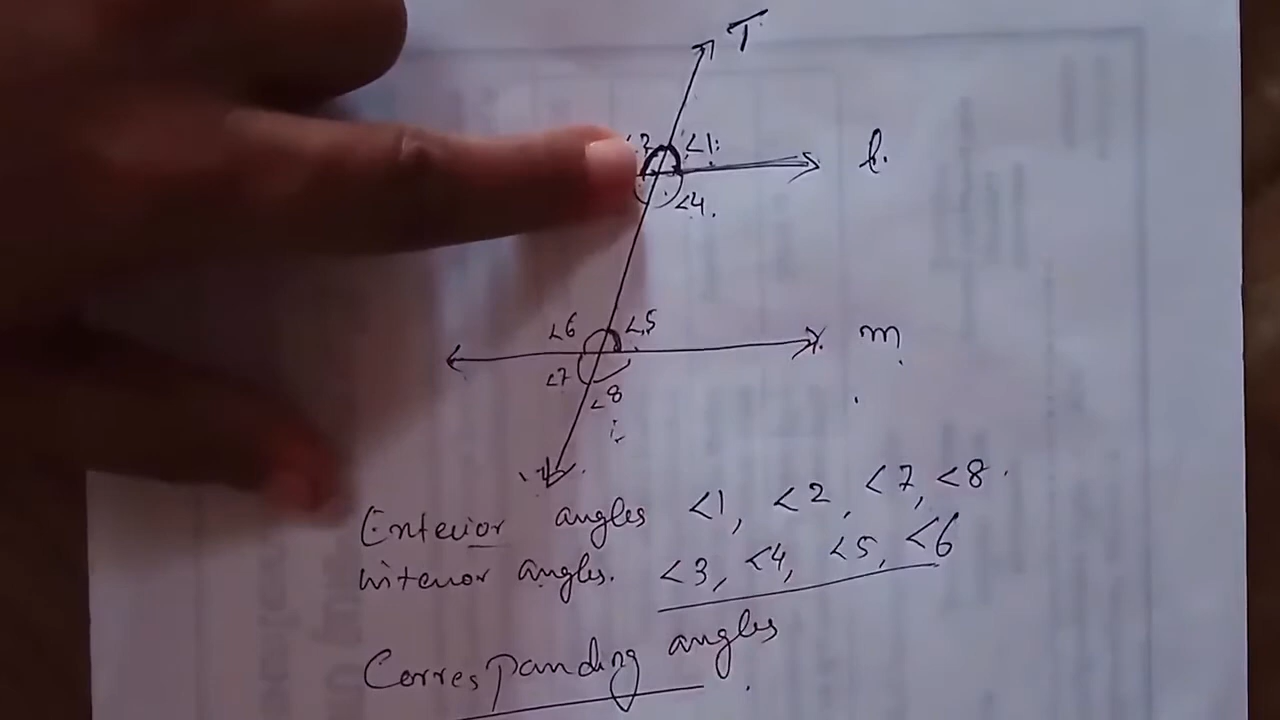 T
<1
l
<4
<6 <5
m
<7
<8
Exterior angles <1, <2, <7, <8.
interior angles. <3, <4, <5, <6
Corresponding angles